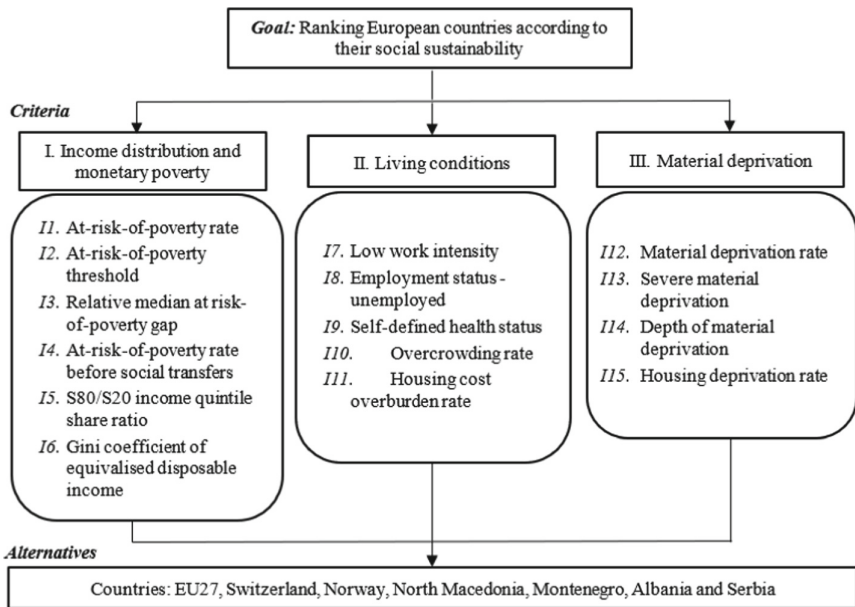 Goal: Ranking European countries according to
their social sustainability
Criteria
I. Income distribution and
monetary poverty
I1. At-risk-of-poverty rate
I2. At-risk-of-poverty
threshold
I3. Relative median at risk-
of-poverty gap
I4. At-risk-of-poverty rate
before social transfers
I5. S80/S20 income quintile
share ratio
I6. Gini coefficient of
equivalised disposable
income
II. Living conditions
I7. Low work intensity
I8. Employment status -
unemployed
I9. Self-defined health status
I10. Overcrowding rate
I11. Housing cost
overburden rate
III. Material deprivation
I12. Material deprivation rate
I13. Severe material
deprivation
I14. Depth of material
deprivation
I15. Housing deprivation rate
Alternatives
Countries: EU27, Switzerland, Norway, North Macedonia, Montenegro, Albania and Serbia